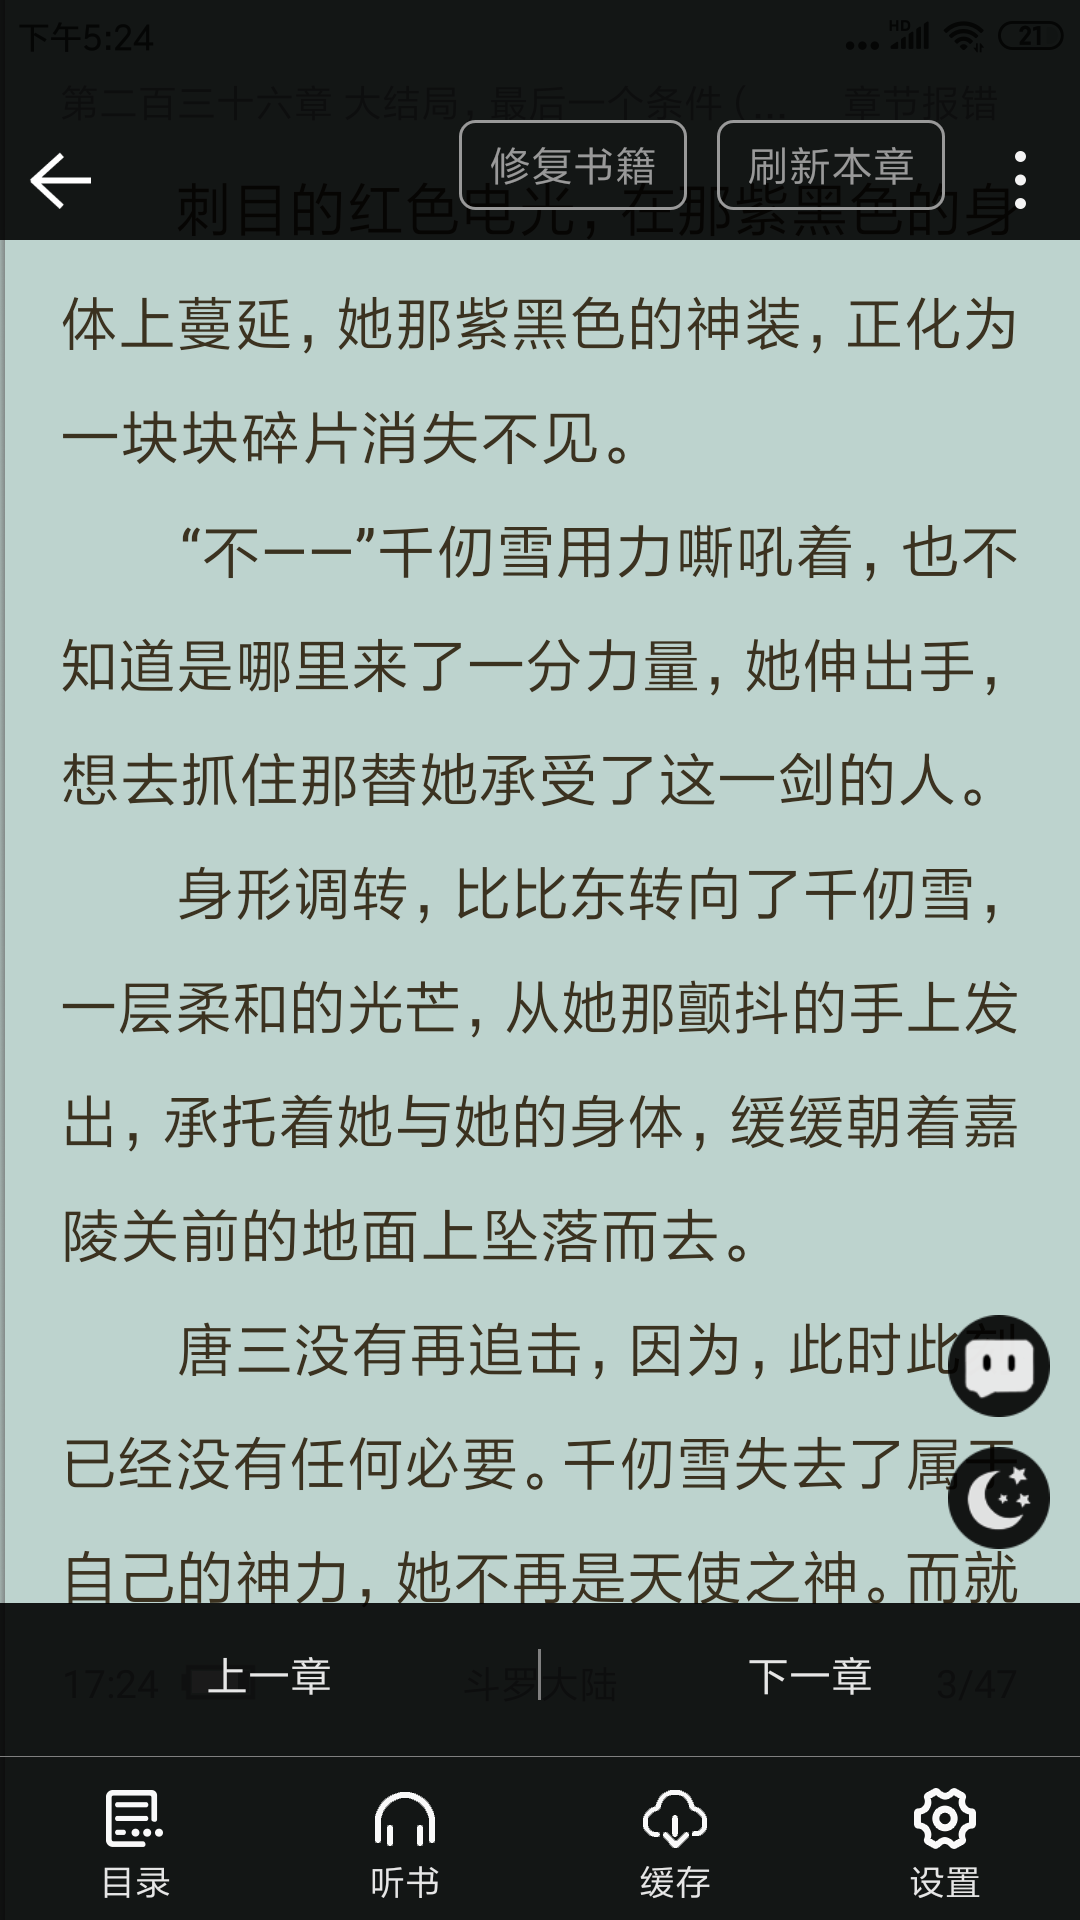 下午5:24
HD
21
第二百三十六章 大结局，最后一个条件（... 章节报错
修复书籍 刷新本章
刺目的红色电光，在那紫黑色的身
体上蔓延，她那紫黑色的神装，正化为
一块块碎片消失不见。
“不——”千仞雪用力嘶吼着，也不
知道是哪里来了一分力量，她伸出手，
想去抓住那替她承受了这一剑的人。
身形调转，比比东转向了千仞雪，
一层柔和的光芒，从她那颤抖的手上发
出，承托着她与她的身体，缓缓朝着嘉
陵关前的地面上坠落而去。
唐三没有再追击，因为，此时此刻
已经没有任何必要。千仞雪失去了属于
自己的神力，她不再是天使之神。而就
17:24 斗罗大陆 3/47
上一章 下一章
目录 听书 缓存 设置